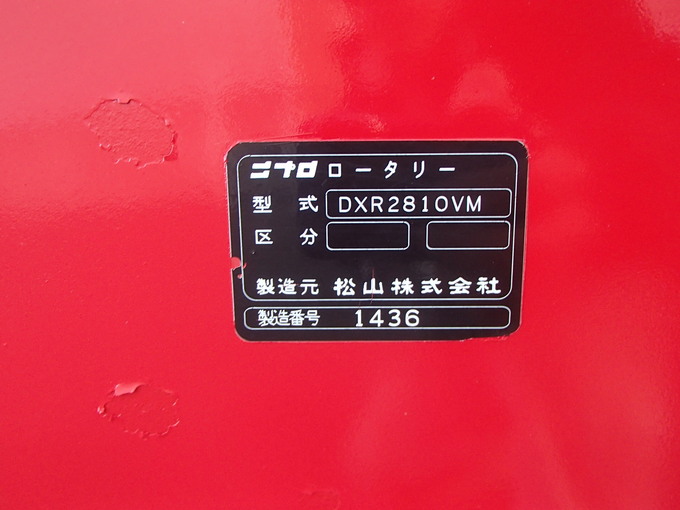 ニプロ ロータリー
型式 DXR2810VM
区分
製造元 松山株式会社
製造番号 1436